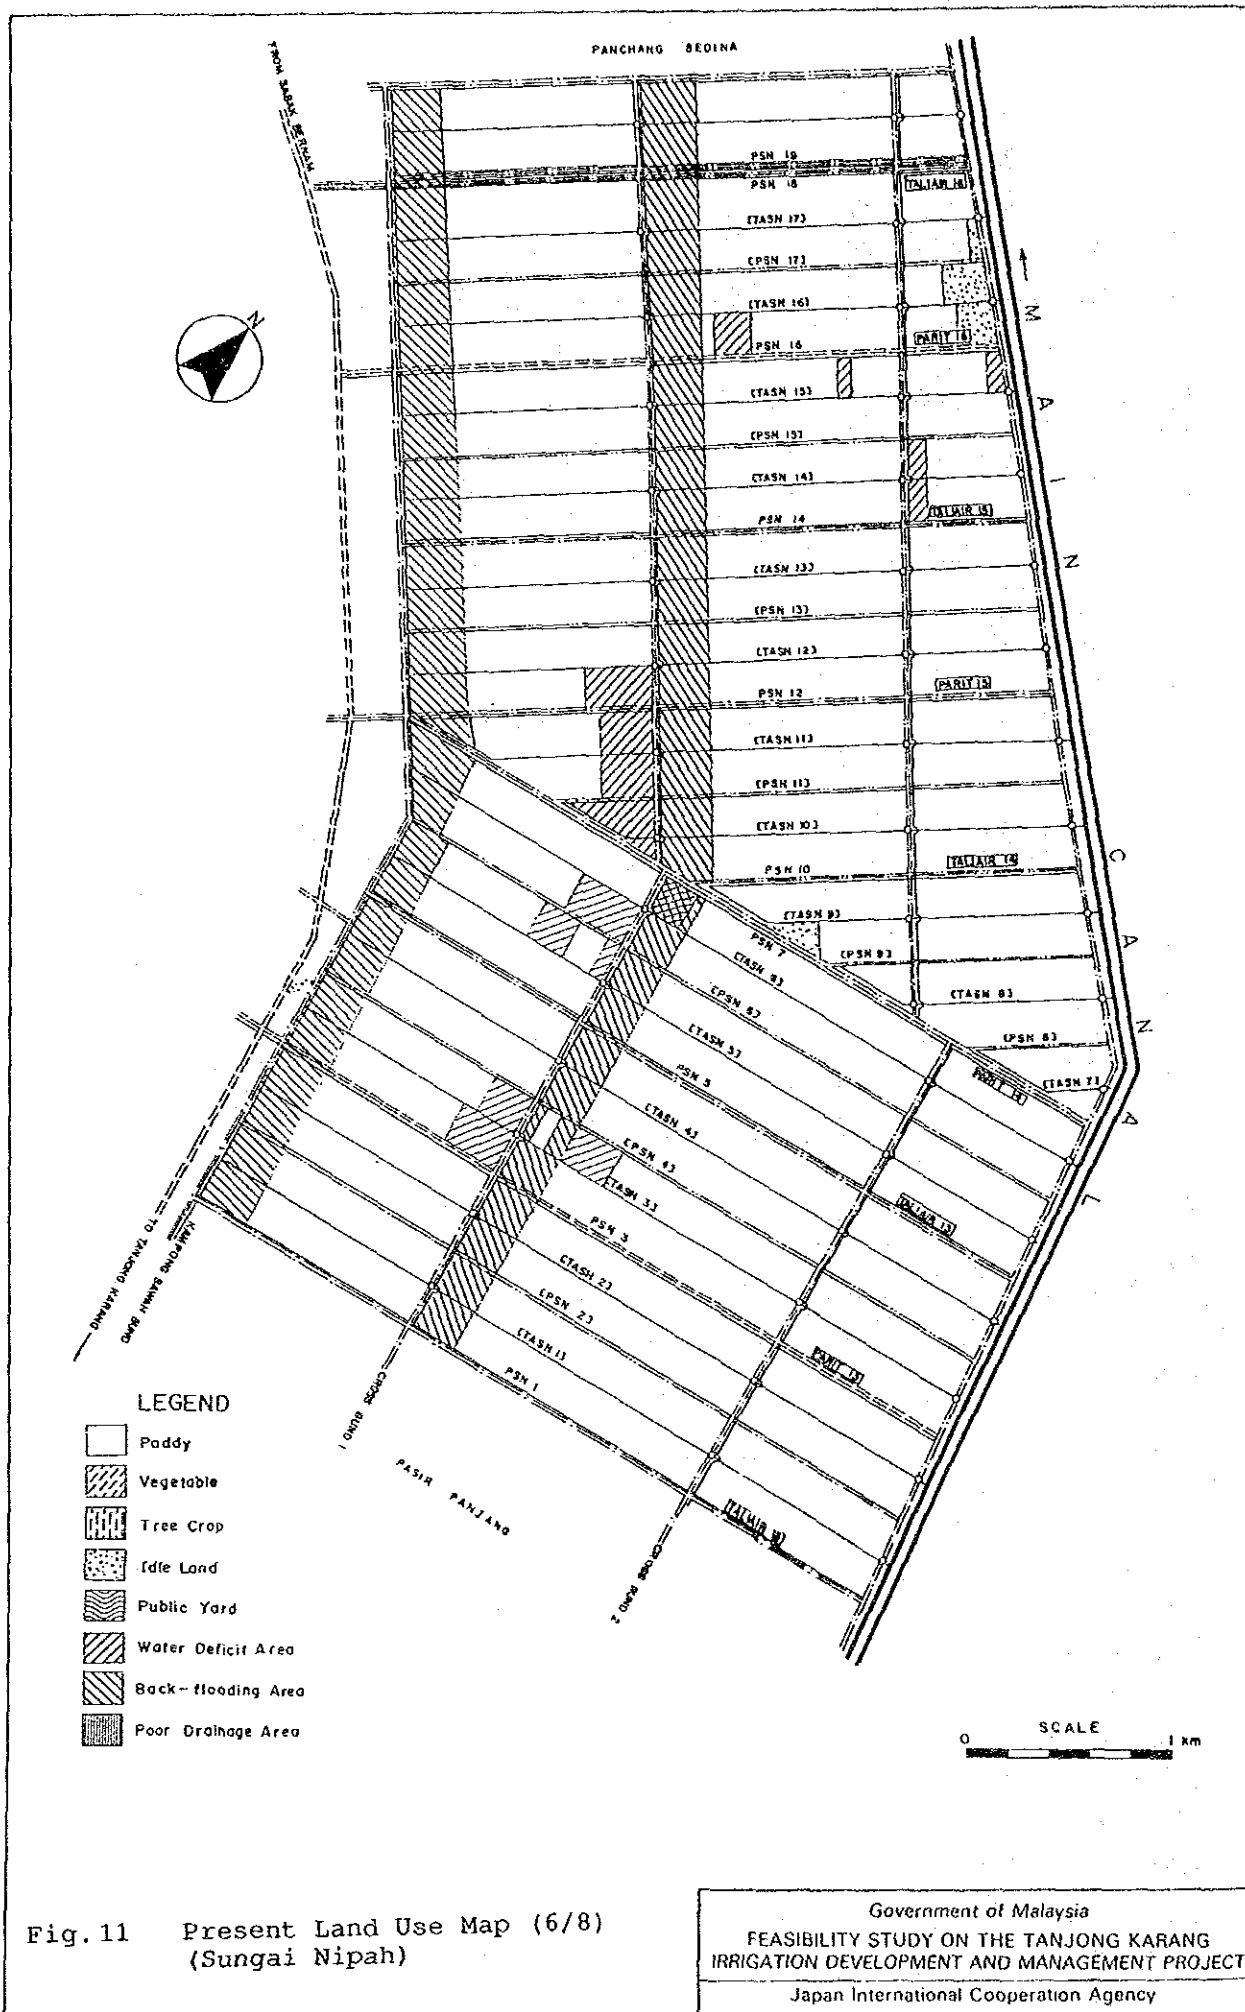 PANCHANG BEDINA
FROM SABAK BERNAM
PSN 19
PSN 18
TALIAR 16
[TASN 17]
[PSN 17]
[TASN 16]
PSN 16
PARIT 16
[TASN 15]
[PSN 15]
[TASN 14]
PSN 14
TALIAIR 15
[TASN 13]
[PSN 13]
[TASN 12]
PSN 12
PARIT 15
[TASN 11]
[PSN 11]
[TASN 10]
PSN 10
TALIAIR 14
[TASN 9]
[PSN 9]
[TASN 8]
[PSN 8]
[TASN 7]
MAIN CANAL
N
PSN 7
PARIT 14
[TASN 6]
[PSN 6]
[TASN 5]
PSN 5
[TASN 4]
TALIAIR 13
[PSN 4]
[TASN 3]
PSN 3
PARIT 13
[TASN 2]
[PSN 2]
[TASN 1]
PSN 1
TO TANJONG KARANG
KAMPONG SAWAH BUND
CROSS BUND 1
PASIR PANJANG
CROSS BUND 2
LEGEND
Paddy
Vegetable
Tree Crop
Idle Land
Public Yard
Water Deficit Area
Back-flooding Area
Poor Drainage Area
SCALE
0 1 km
Fig. 11 Present Land Use Map (6/8)
(Sungai Nipah)
Government of Malaysia
FEASIBILITY STUDY ON THE TANJONG KARANG
IRRIGATION DEVELOPMENT AND MANAGEMENT PROJECT
Japan International Cooperation Agency